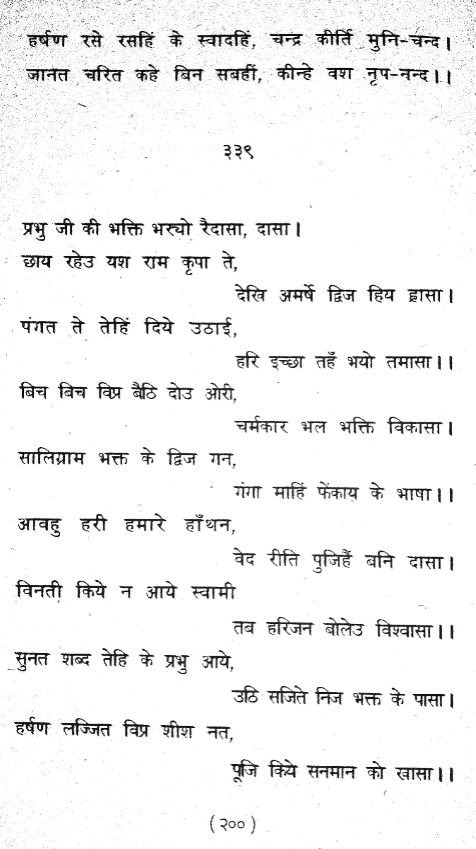 हर्षण रसे रसहिं के स्वादहिं, चन्द्र कीर्ति मुनि-चन्द।
जानत चरित कहे बिन सबहीं, कीन्हे वश नृप-नन्द।।
३३९
प्रभु जी की भक्ति भर्यो रैदासा, दासा।
छाय रहेउ यश राम कृपा ते,
देखि अमर्षे द्विज हिय ह्रासा।
पंगत ते तेहिं दिये उठाई,
हरि इच्छा तहँ भयो तमासा।।
बिच बिच विप्र बैठि दोउ ओरी,
चर्मकार भल भक्ति विकासा।
सालिग्राम भक्त के द्विज गन,
गंगा माहिं फेंकाय के भाषा।।
आवहु हरी हमारे हाँथन,
वेद रीति पुजिहैं बनि दासा।
विनती किये न आये स्वामी
तब हरिजन बोलेउ विश्वासा।।
सुनत शब्द तेहि के प्रभु आये,
उठि सजिते निज भक्त के पासा।
हर्षण लज्जित विप्र शीश नत,
पूजि किये सनमान को खासा।।
(२००)